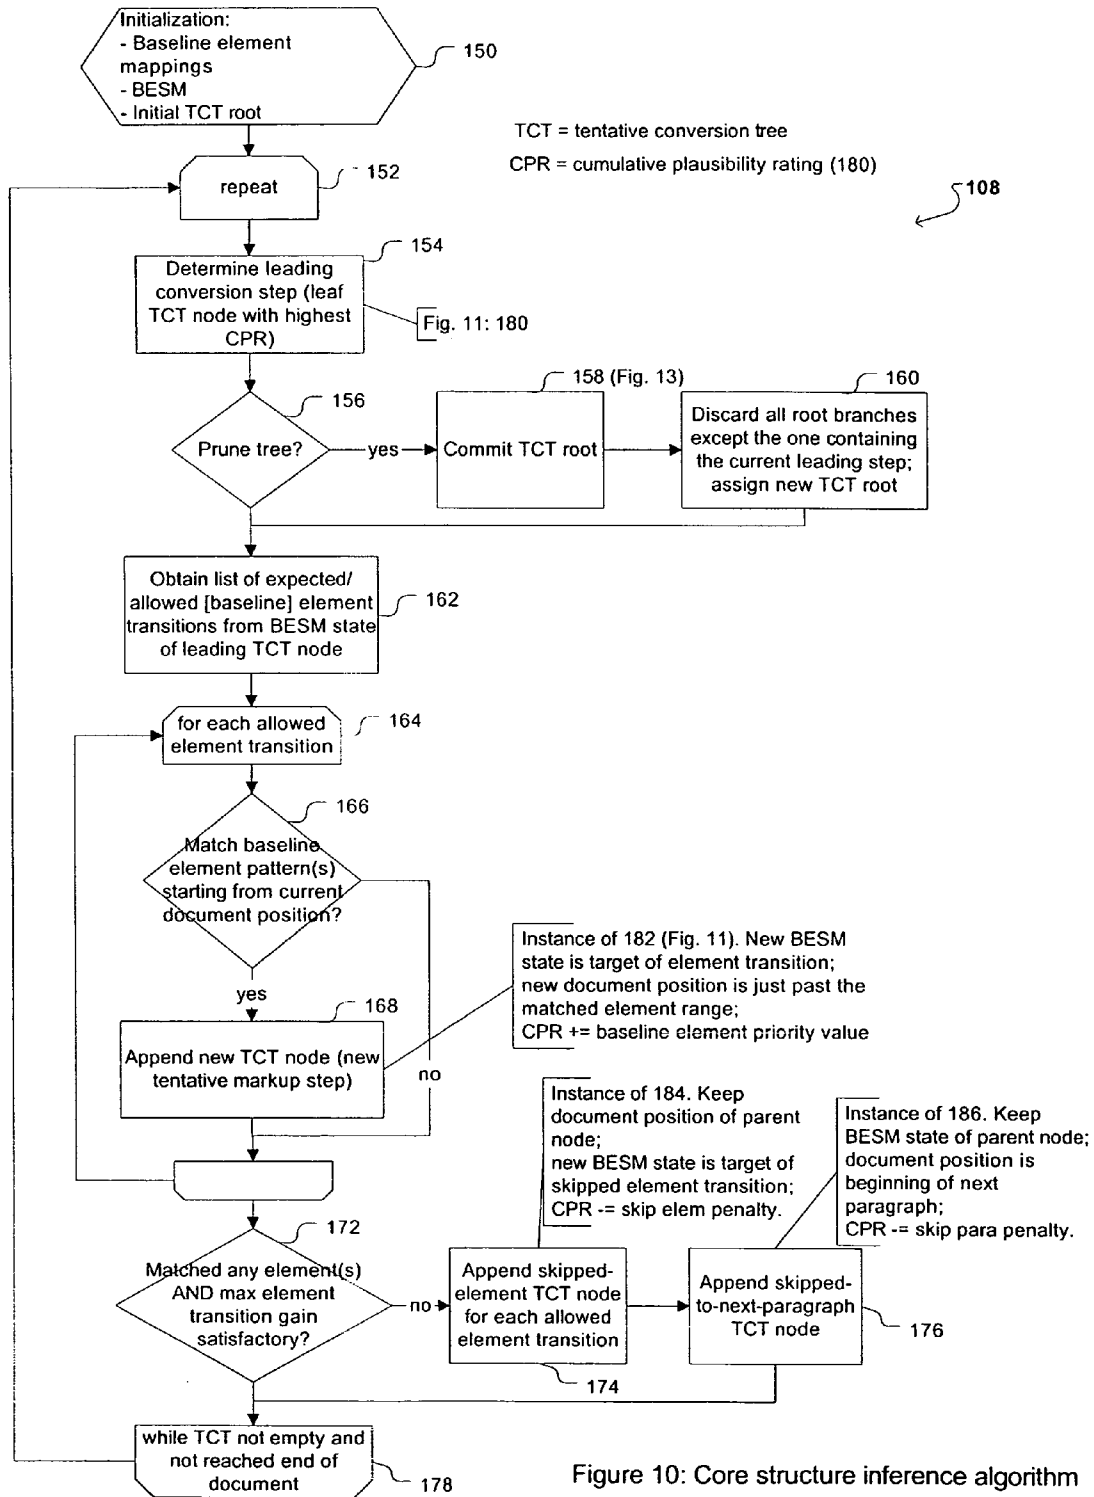 Initialization:
- Baseline element
mappings
- BESM
- Initial TCT root
150
TCT = tentative conversion tree
CPR = cumulative plausibility rating (180)
108
repeat
152
154
Determine leading
conversion step (leaf
TCT node with highest
CPR)
Fig. 11: 180
156
Prune tree?
yes
158 (Fig. 13)
Commit TCT root
160
Discard all root branches
except the one containing
the current leading step;
assign new TCT root
Obtain list of expected/
allowed [baseline] element
transitions from BESM state
of leading TCT node
162
for each allowed
element transition
164
166
Match baseline
element pattern(s)
starting from current
document position?
yes
no
168
Append new TCT node (new
tentative markup step)
Instance of 182 (Fig. 11). New BESM
state is target of element transition;
new document position is just past the
matched element range;
CPR += baseline element priority value
Instance of 184. Keep
document position of parent
node;
new BESM state is target of
skipped element transition;
CPR -= skip elem penalty.
Instance of 186. Keep
BESM state of parent node;
document position is
beginning of next
paragraph;
CPR -= skip para penalty.
172
Matched any element(s)
AND max element
transition gain
satisfactory?
no
Append skipped-
element TCT node
for each allowed
element transition
174
Append skipped-
to-next-paragraph
TCT node
176
while TCT not empty and
not reached end of
document
178
Figure 10: Core structure inference algorithm